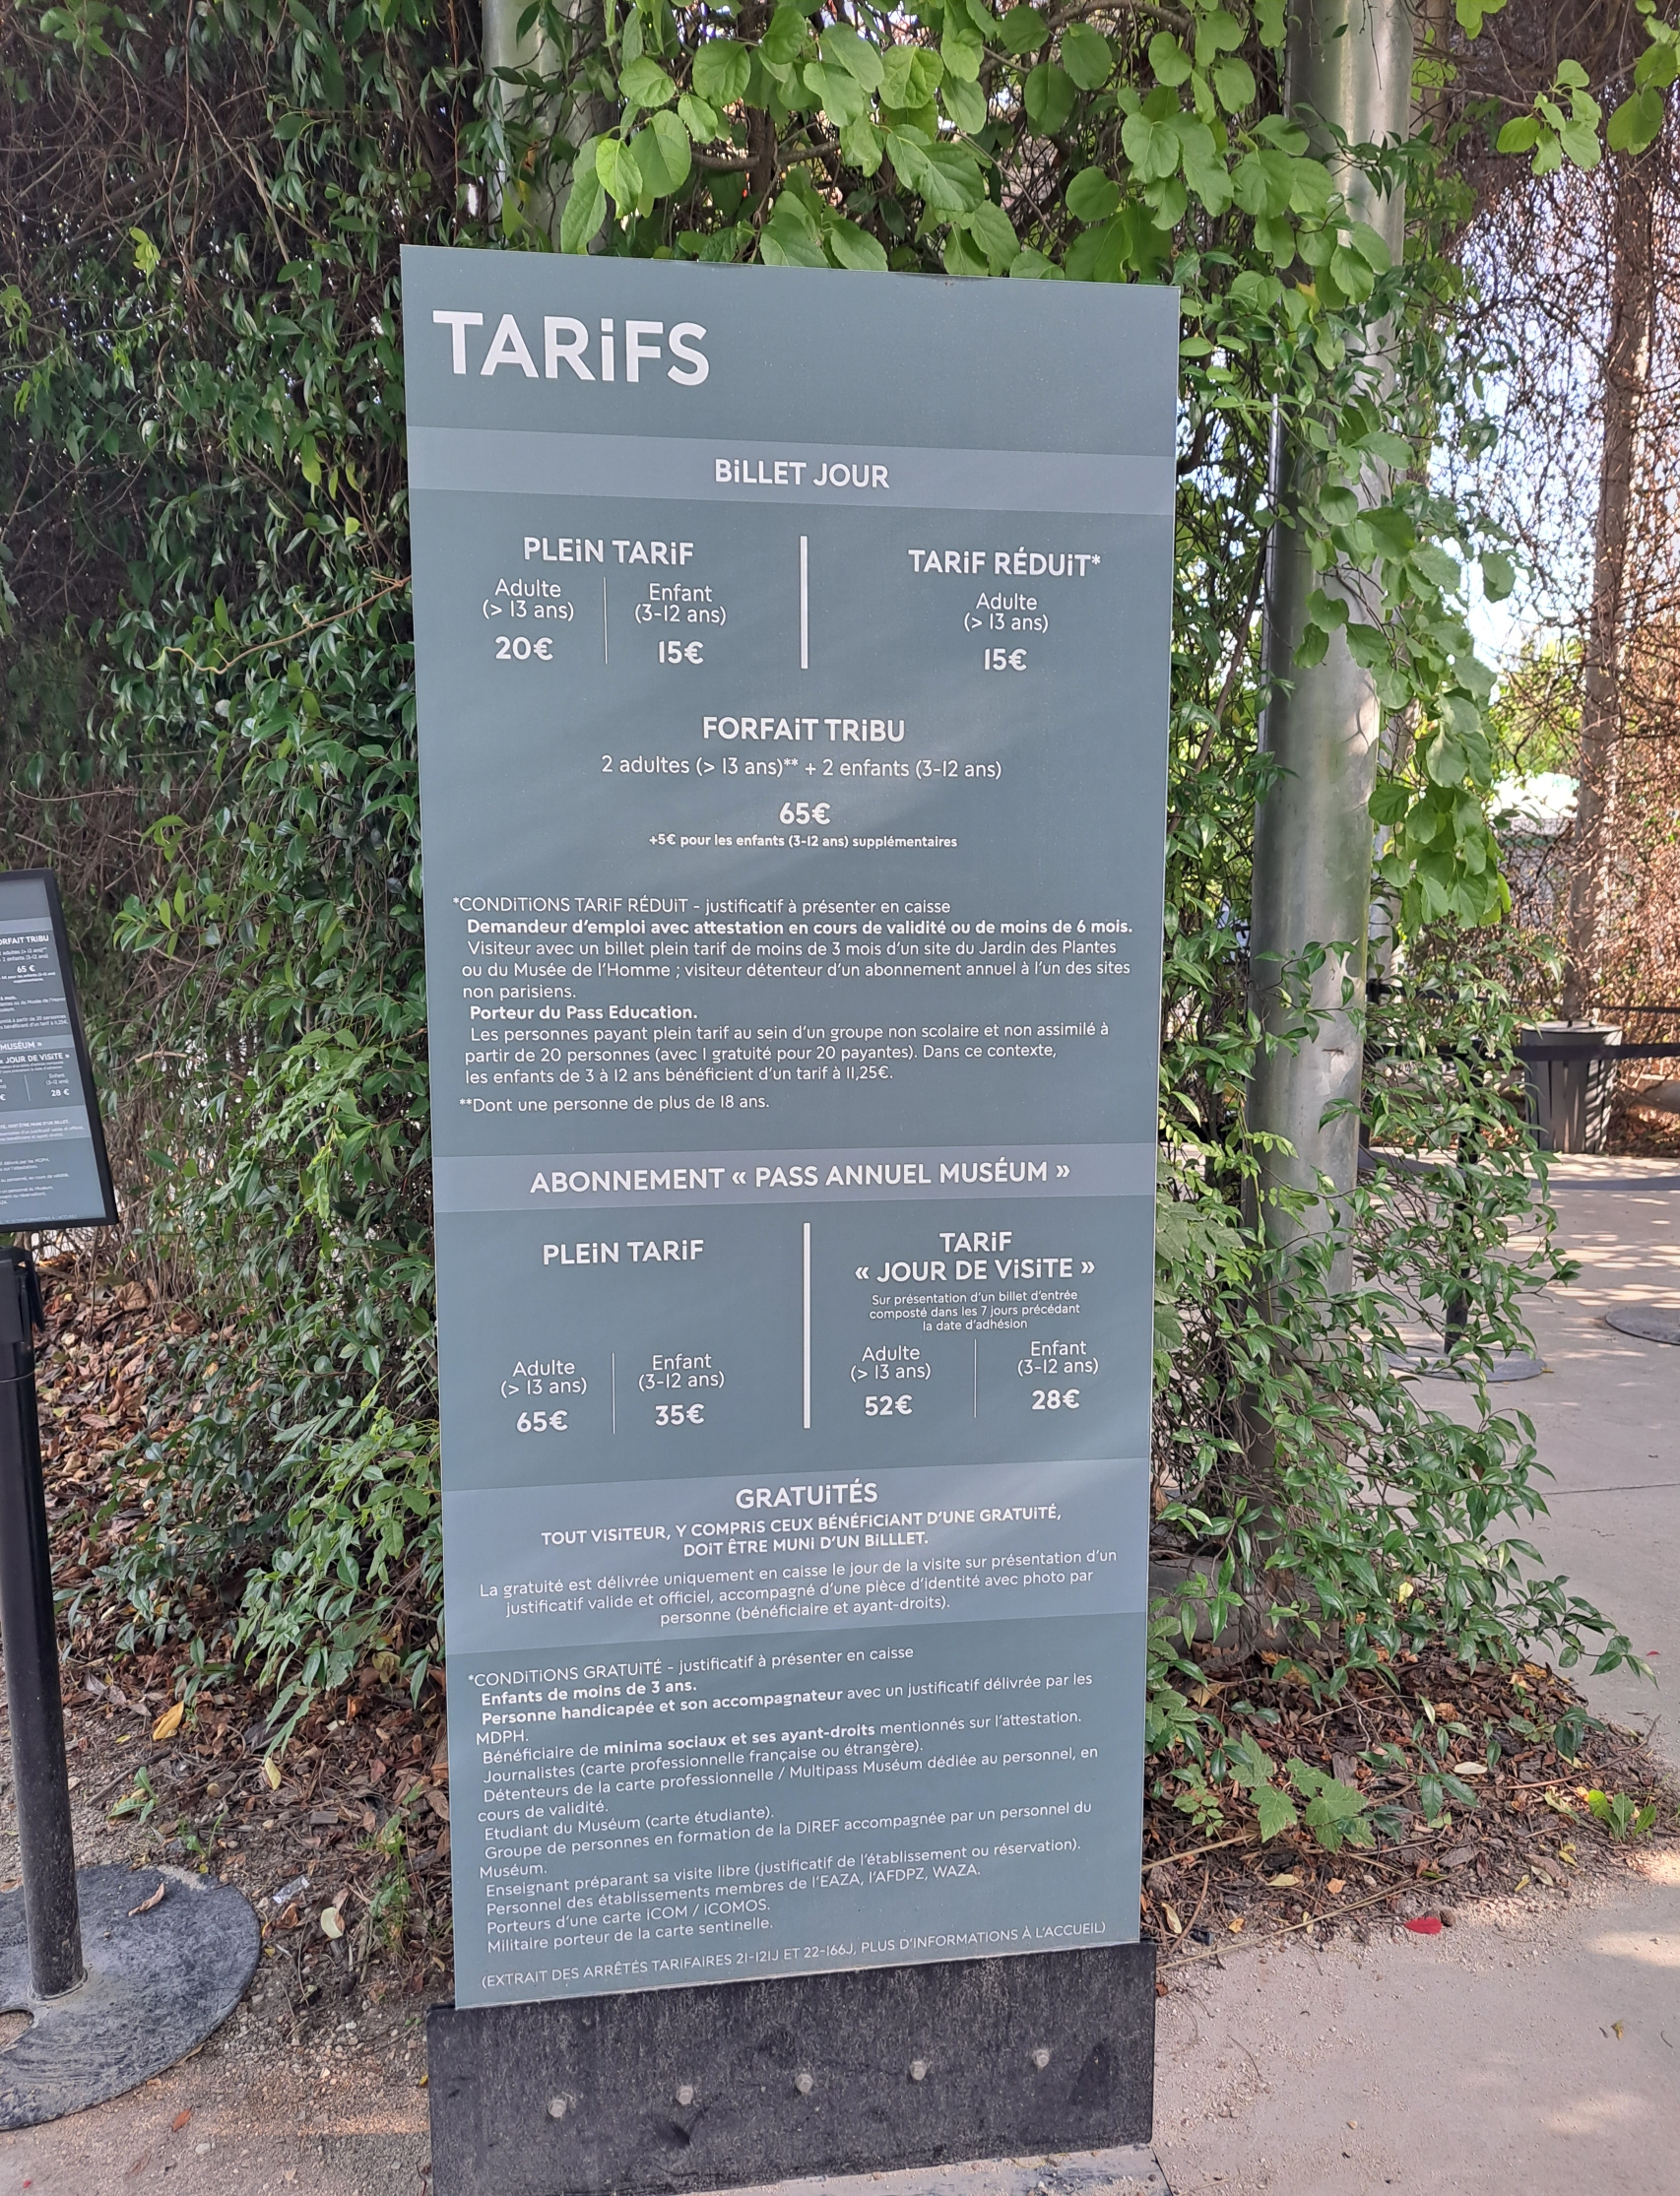 TARiFS
BiLLET JOUR
PLEiN TARiF
Adulte
(> 13 ans)
20€
Enfant
(3-12 ans)
15€
TARiF RÉDUiT*
Adulte
(> 13 ans)
15€
FORFAiT TRiBU
2 adultes (> 13 ans)** + 2 enfants (3-12 ans)
65€
+5€ pour les enfants (3-12 ans) supplémentaires
*CONDiTiONS TARiF RÉDUiT - justificatif à présenter en caisse
Demandeur d'emploi avec attestation en cours de validité ou de moins de 6 mois.
Visiteur avec un billet plein tarif de moins de 3 mois d'un site du Jardin des Plantes
ou du Musée de l'Homme ; visiteur détenteur d'un abonnement annuel à l'un des sites
non parisiens.
Porteur du Pass Education.
Les personnes payant plein tarif au sein d'un groupe non scolaire et non assimilé à
partir de 20 personnes (avec 1 gratuité pour 20 payantes). Dans ce contexte,
les enfants de 3 à 12 ans bénéficient d'un tarif à 11,25€.
**Dont une personne de plus de 18 ans.
ABONNEMENT « PASS ANNUEL MUSÉUM »
PLEiN TARiF
Adulte
(> 13 ans)
65€
Enfant
(3-12 ans)
35€
TARiF
« JOUR DE ViSiTE »
Sur présentation d'un billet d'entrée
composté dans les 7 jours précédant
la date d'adhésion
Adulte
(> 13 ans)
52€
Enfant
(3-12 ans)
28€
GRATUiTÉS
TOUT ViSiTEUR, Y COMPRiS CEUX BÉNÉFiCiANT D'UNE GRATUiTÉ,
DOiT ÊTRE MUNi D'UN BiLLLET.
La gratuité est délivrée uniquement en caisse le jour de la visite sur présentation d'un
justificatif valide et officiel, accompagné d'une pièce d'identité avec photo par
personne (bénéficiaire et ayant-droits).
*CONDiTiONS GRATUiTÉ - justificatif à présenter en caisse
Enfants de moins de 3 ans.
Personne handicapée et son accompagnateur avec un justificatif délivrée par les
MDPH.
Bénéficiaire de minima sociaux et ses ayant-droits mentionnés sur l'attestation.
Journalistes (carte professionnelle française ou étrangère).
Détenteurs de la carte professionnelle / Multipass Muséum dédiée au personnel, en
cours de validité.
Etudiant du Muséum (carte étudiante).
Groupe de personnes en formation de la DIREF accompagnée par un personnel du
Muséum.
Enseignant préparant sa visite libre (justificatif de l'établissement ou réservation).
Personnel des établissements membres de l'EAZA, l'AFDPZ, WAZA.
Porteurs d'une carte iCOM / iCOMOS.
Militaire porteur de la carte sentinelle.
(EXTRAIT DES ARRÊTÉS TARiFAIRES 21-121J ET 22-166J, PLUS D'INFORMATIONS À L'ACCUEIL)
FORFAIT TRiBU
65 €
MUSÉUM »
« JOUR DE ViSiTE »
Enfant
(3-12 ans)
28 €